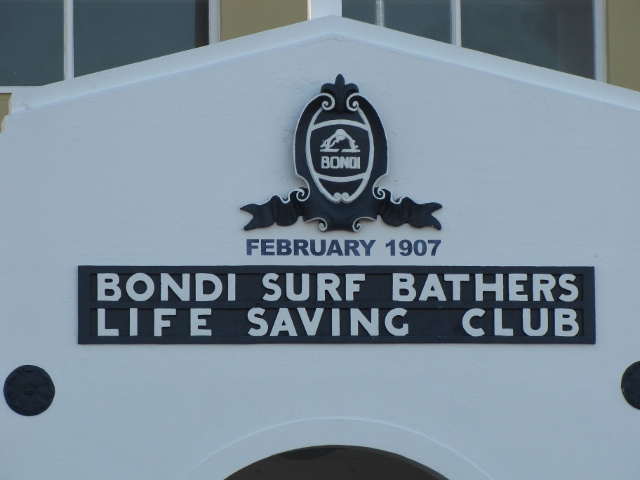 BONDI
FEBRUARY 1907
BONDI SURF BATHERS
LIFE SAVING CLUB